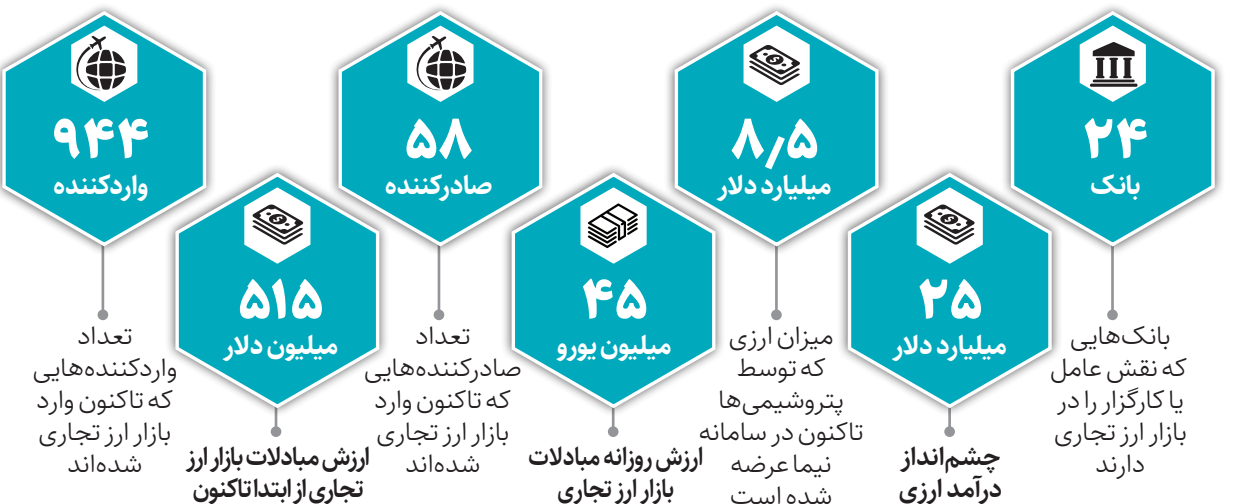 ۲۴
بانک
بانک‌هایی
که نقش عامل
یا کارگزار را در
بازار ارز تجاری
دارند
۲۵
میلیارد دلار
چشم‌انداز
درآمد ارزی
۸٫۵
میلیارد دلار
میزان ارزی
که توسط
پتروشیمی‌ها
تاکنون در سامانه
نیما عرضه
شده است
۴۵
میلیون یورو
ارزش روزانه مبادلات
بازار ارز تجاری
۵۸
صادرکننده
تعداد
صادرکننده‌هایی
که تاکنون وارد
بازار ارز تجاری
شده‌اند
۵۱۵
میلیون دلار
ارزش مبادلات بازار ارز
تجاری از ابتدا تاکنون
۹۴۴
واردکننده
تعداد
واردکننده‌هایی
که تاکنون وارد
بازار ارز تجاری
شده‌اند